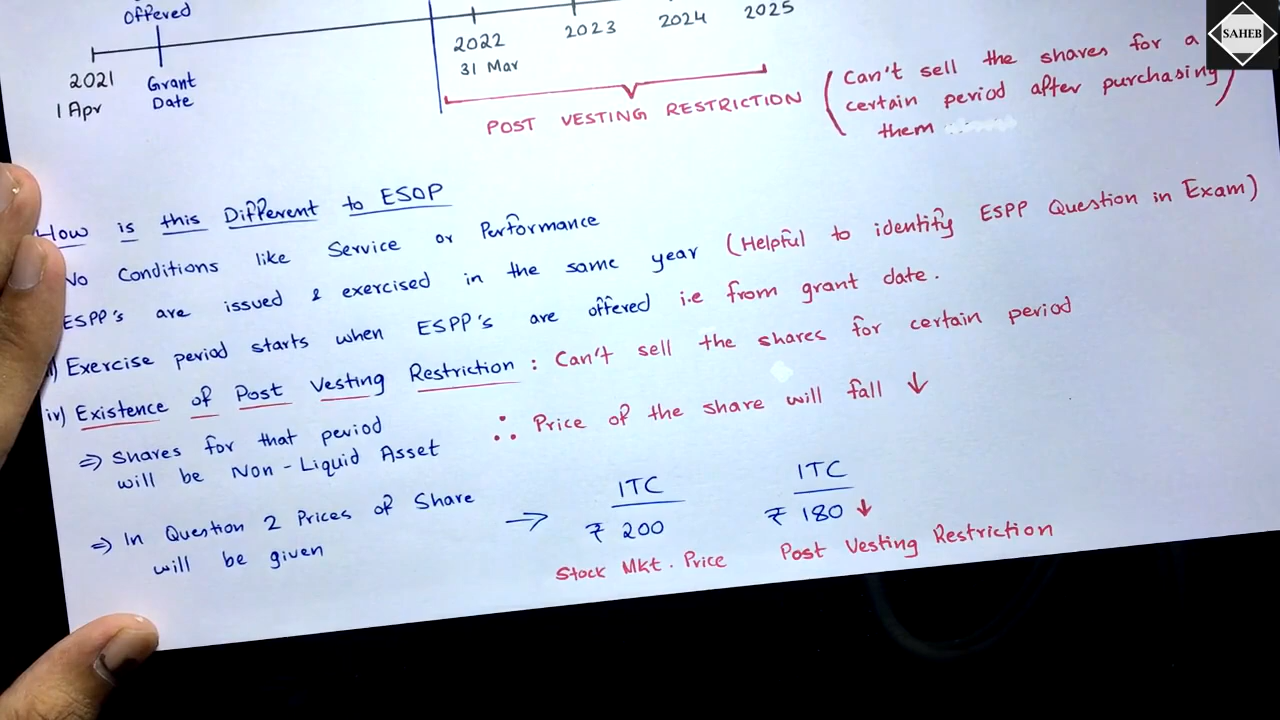 Offered
SAHEB
2021 Grant 2022 2023 2024 2025
1 Apr Date 31 Mar
POST VESTING RESTRICTION
(Can't sell the shares for a
certain period after purchasing
them )
How is this Different to ESOP
No Conditions like Service or Performance
ESPP's are issued & exercised in the same year (Helpful to identify ESPP Question in Exam)
) Exercise period starts when ESPP's are offered i.e from grant date.
iv) Existence of Post Vesting Restriction : Can't sell the shares for certain period
⇒ Shares for that period
will be Non-Liquid Asset
∴ Price of the share will fall ↓
⇒ In Question 2 Prices of Share
will be given
→ ITC ITC
₹ 200 ₹ 180 ↓
Stock Mkt. Price Post Vesting Restriction